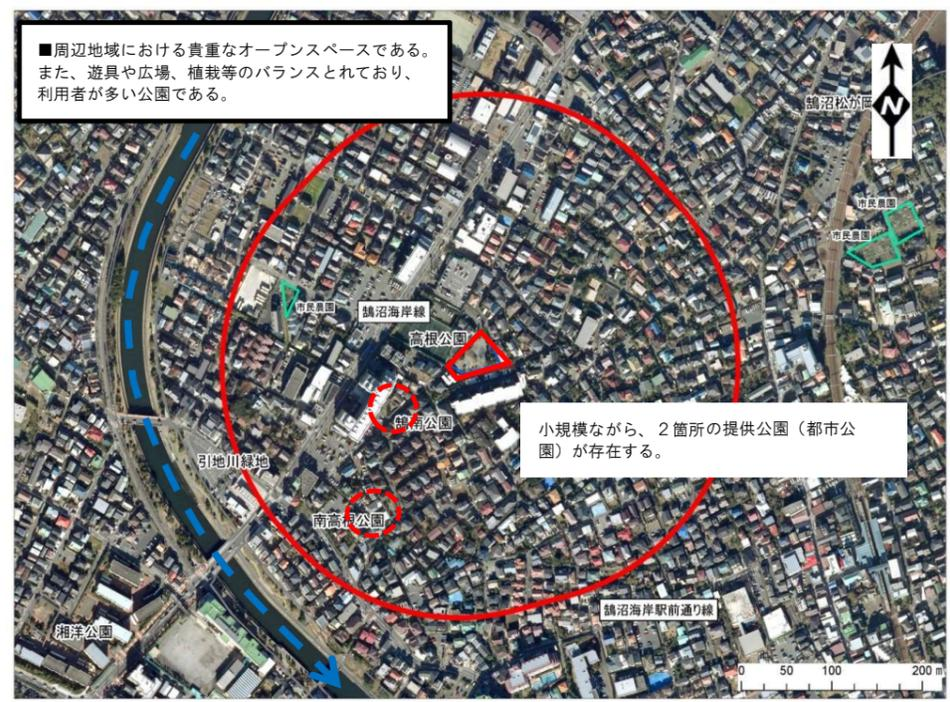 ■周辺地域における貴重なオープンスペースである。
また、遊具や広場、植栽等のバランスとれており、
利用者が多い公園である。
鵠沼松が岡
N
市民農園
市民農園
市民農園
鵠沼海岸線
高根公園
鵠南公園
小規模ながら、２箇所の提供公園（都市公
園）が存在する。
引地川緑地
南高根公園
鵠沼海岸駅前通り線
湘洋公園
0 50 100 200 m